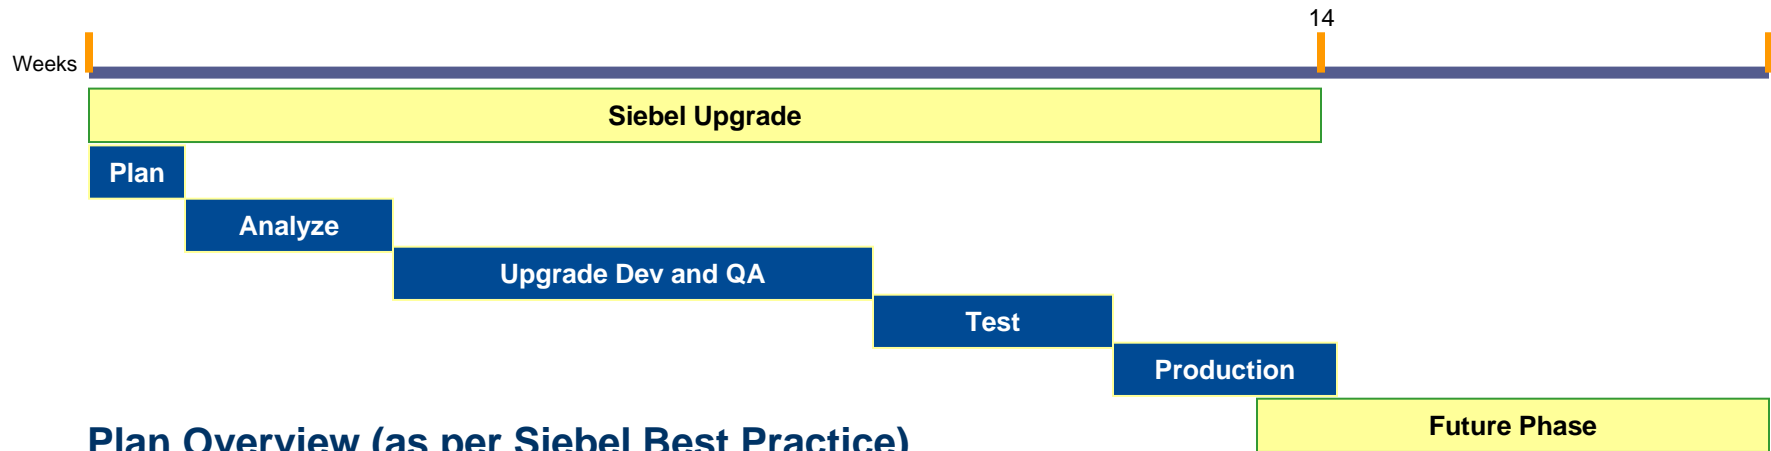 14
Weeks
Siebel Upgrade
Plan
Analyze
Upgrade Dev and QA
Test
Production
Future Phase
Plan Overview (as per Siebel Best Practice)